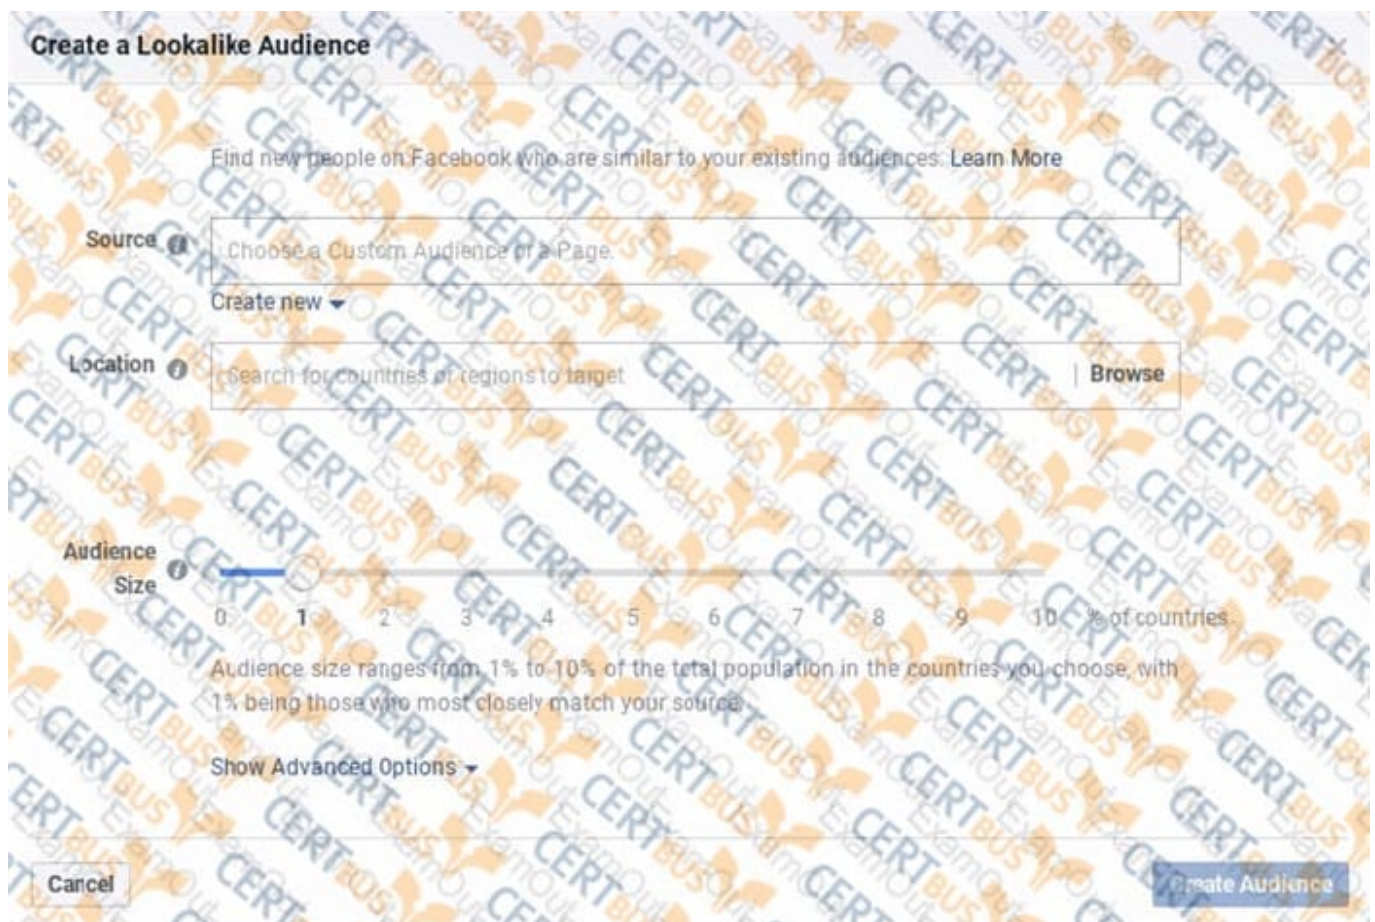 Create a Lookalike Audience
Find new people on Facebook who are similar to your existing audiences. Learn More
Source
Choose a Custom Audience or a Page.
Create new
Location
Search for countries or regions to target
Browse
Audience
Size
0 1 2 3 4 5 6 7 8 9 10 % of countries
Audience size ranges from 1% to 10% of the total population in the countries you choose, with
1% being those who most closely match your source.
Show Advanced Options
Cancel
Create Audience
CERTBUS